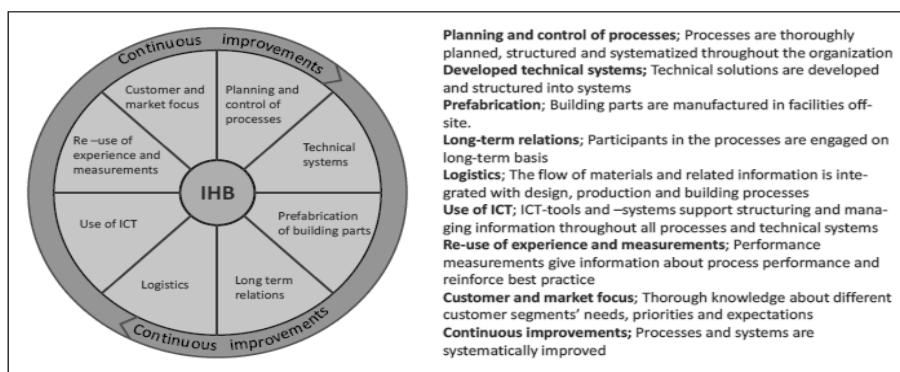 Continuous improvements
Customer and
market focus
Planning and
control of
processes
Re –use of
experience and
measurements
Technical
systems
IHB
Use of ICT
Prefabrication
of building parts
Logistics
Long term
relations
Continuous improvements
Planning and control of processes; Processes are thoroughly
planned, structured and systematized throughout the organization
Developed technical systems; Technical solutions are developed
and structured into systems
Prefabrication; Building parts are manufactured in facilities off-
site.
Long-term relations; Participants in the processes are engaged on
long-term basis
Logistics; The flow of materials and related information is inte-
grated with design, production and building processes
Use of ICT; ICT-tools and –systems support structuring and mana-
ging information throughout all processes and technical systems
Re-use of experience and measurements; Performance
measurements give information about process performance and
reinforce best practice
Customer and market focus; Thorough knowledge about different
customer segments’ needs, priorities and expectations
Continuous improvements; Processes and systems are
systematically improved